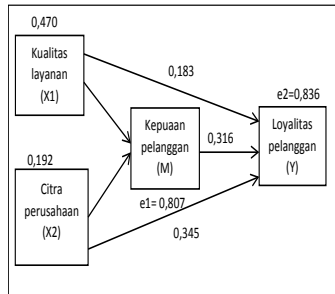 0,470
Kualitas
layanan
(X1)
0,183
e2=0,836
Kepuaan
pelanggan
(M)
0,316
Loyalitas
pelanggan
(Y)
0,192
Citra
perusahaan
(X2)
e1= 0,807
0,345